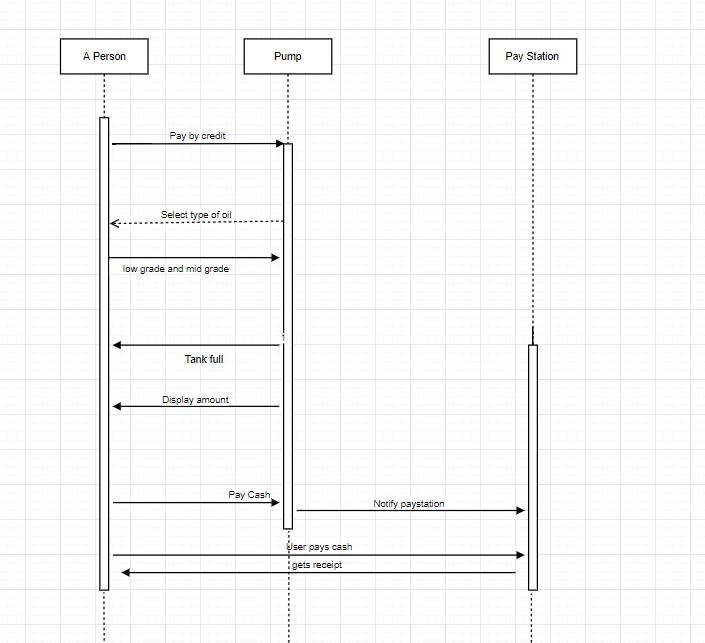 A Person
Pump
Pay Station
Pay by credit
Select type of oil
low grade and mid grade
1
Tank full
Display amount
Pay Cash
Notify paystation
User pays cash
gets receipt